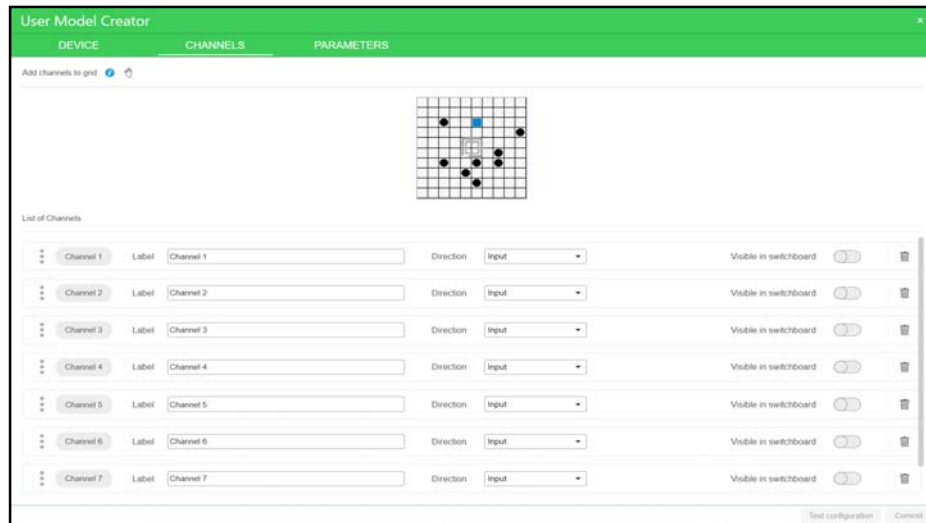 User Model Creator ×
DEVICE CHANNELS PARAMETERS
Add channels to grid
List of Channels
Channel 1 Label Channel 1 Direction Input Visible in switchboard
Channel 2 Label Channel 2 Direction Input Visible in switchboard
Channel 3 Label Channel 3 Direction Input Visible in switchboard
Channel 4 Label Channel 4 Direction Input Visible in switchboard
Channel 5 Label Channel 5 Direction Input Visible in switchboard
Channel 6 Label Channel 6 Direction Input Visible in switchboard
Channel 7 Label Channel 7 Direction Input Visible in switchboard
Test configuration Commit